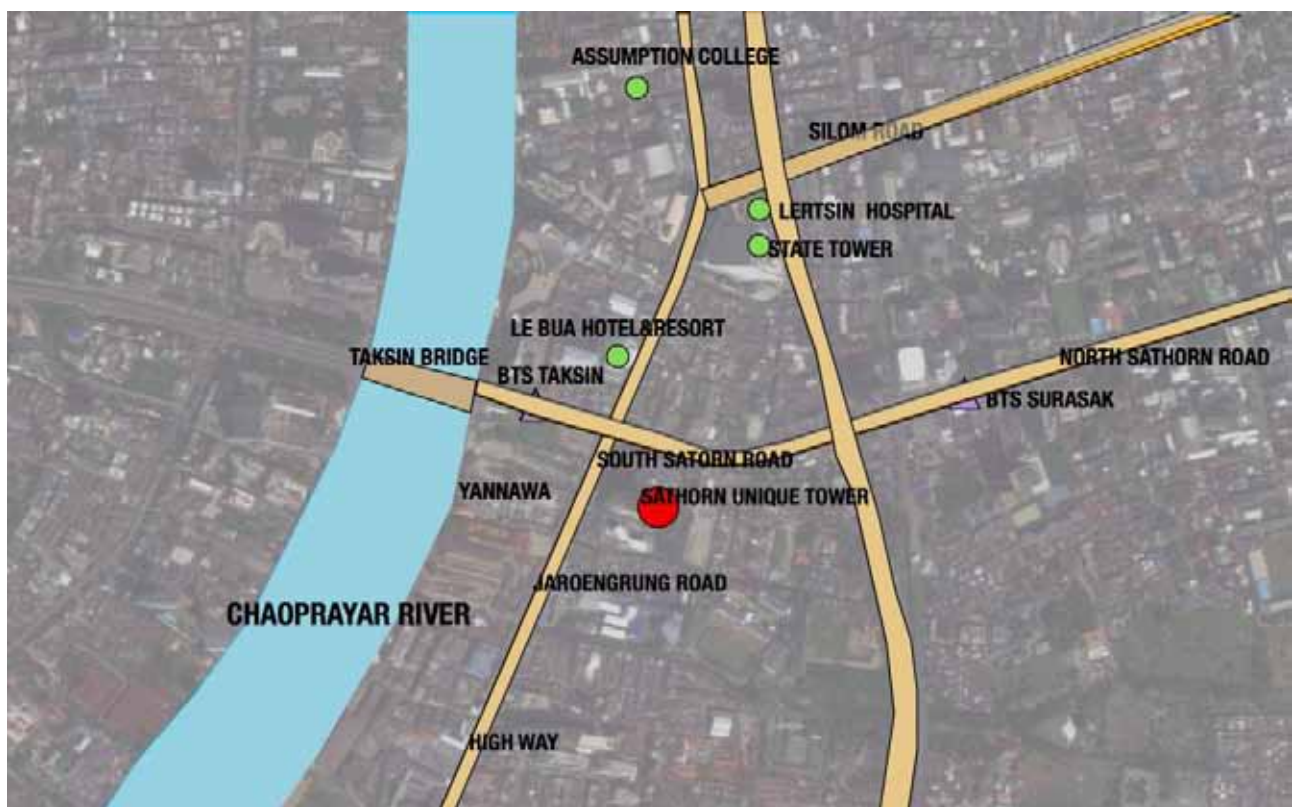 ASSUMPTION COLLEGE
SILOM ROAD
LERTSIN HOSPITAL
STATE TOWER
LE BUA HOTEL&RESORT
TAKSIN BRIDGE
NORTH SATHORN ROAD
BTS TAKSIN
BTS SURASAK
SOUTH SATORN ROAD
YANNAWA
SATHORN UNIQUE TOWER
JAROENGRUNG ROAD
CHAOPRAYAR RIVER
HIGH WAY